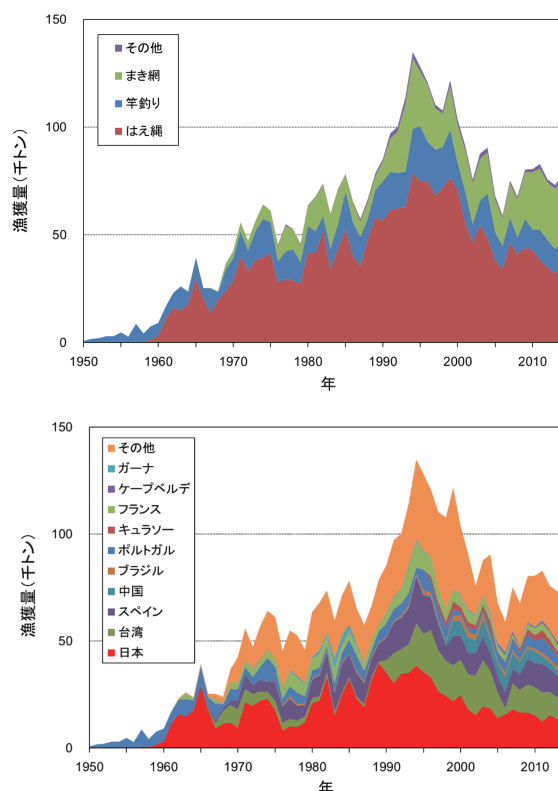 150
100
50
0
漁獲量(千トン)
その他
まき網
竿釣り
はえ縄
1950
1960
1970
1980
1990
2000
2010
年
150
100
50
0
漁獲量(千トン)
その他
ガーナ
ケープベルデ
フランス
キュラソー
ポルトガル
ブラジル
中国
スペイン
台湾
日本
1950
1960
1970
1980
1990
2000
2010
年